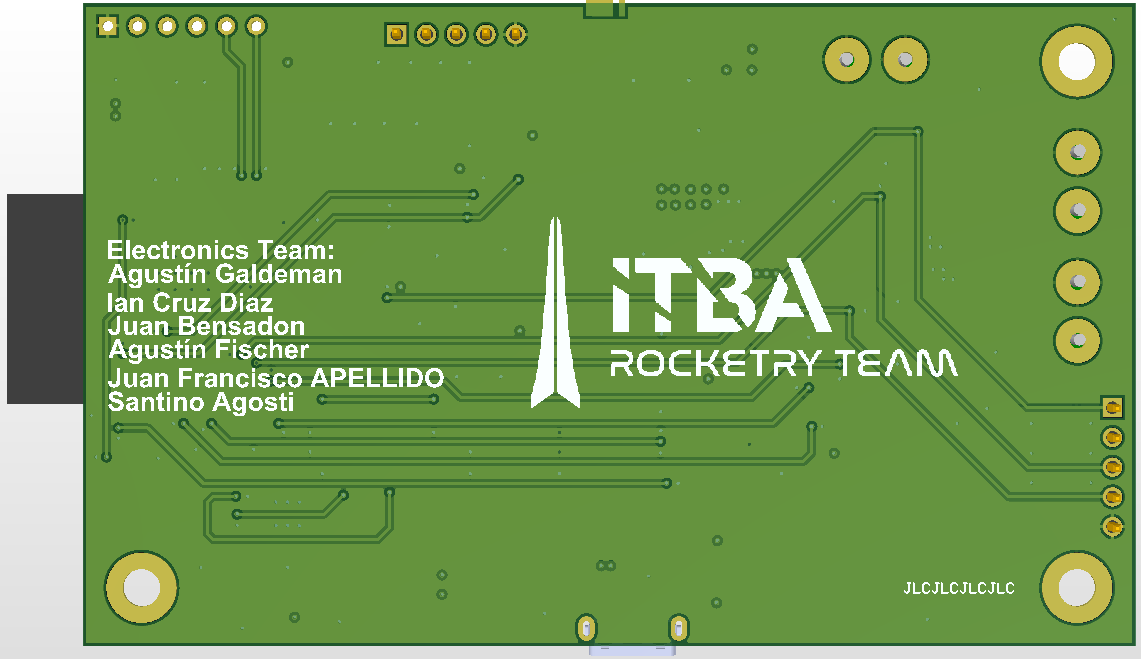 Electronics Team:
Agustín Galdeman
Ian Cruz Diaz
Juan Bensadon
Agustín Fischer
Juan Francisco APELLIDO
Santino Agosti
ITBA
ROCKETRY TEAM
JLCJLCJLCJLC